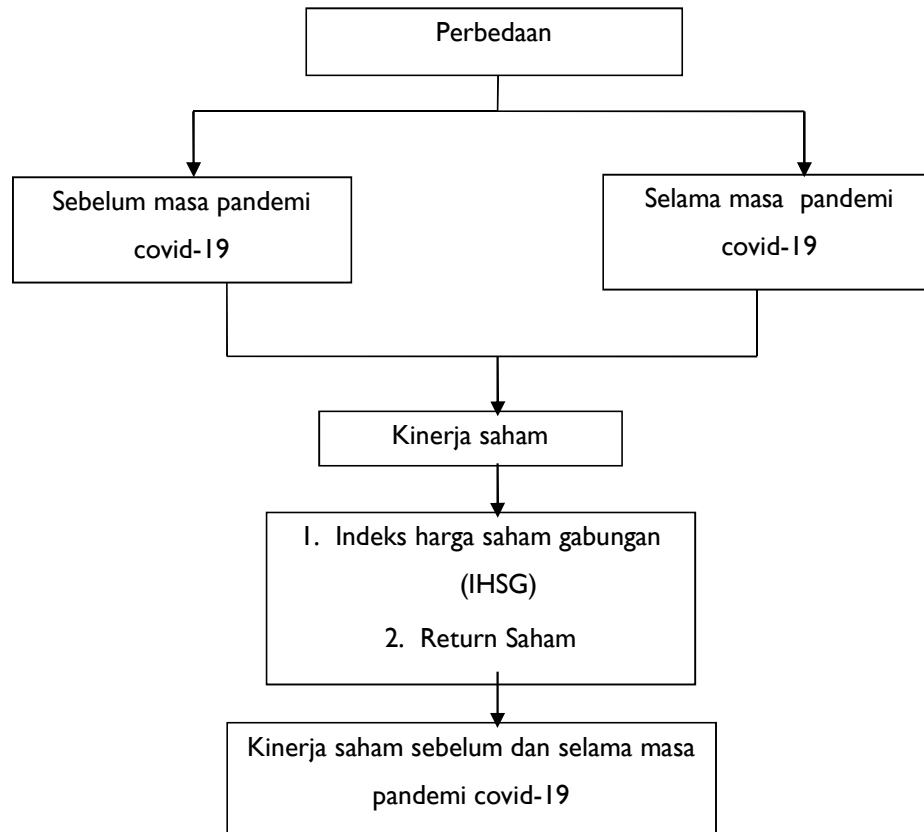 Perbedaan
Sebelum masa pandemi
covid-19
Selama masa pandemi
covid-19
Kinerja saham
1. Indeks harga saham gabungan
(IHSG)
2. Return Saham
Kinerja saham sebelum dan selama masa
pandemi covid-19